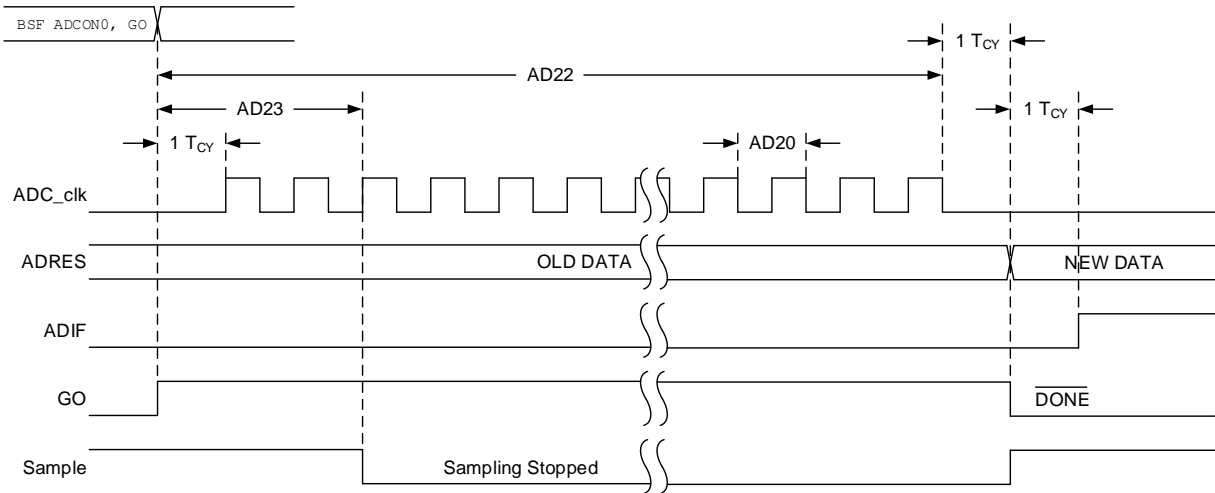 BSF ADCON0, GO
1 TCY
AD22
AD23
1 TCY
1 TCY
AD20
ADC_clk
ADRES
OLD DATA
NEW DATA
ADIF
GO
DONE
Sample
Sampling Stopped